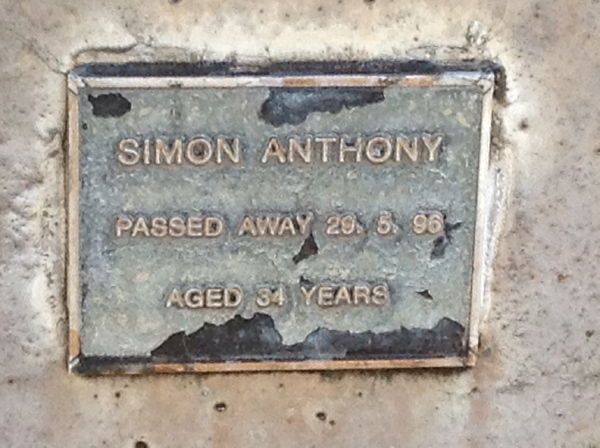 SIMON ANTHONY
PASSED AWAY 29. 5. 96
AGED 34 YEARS